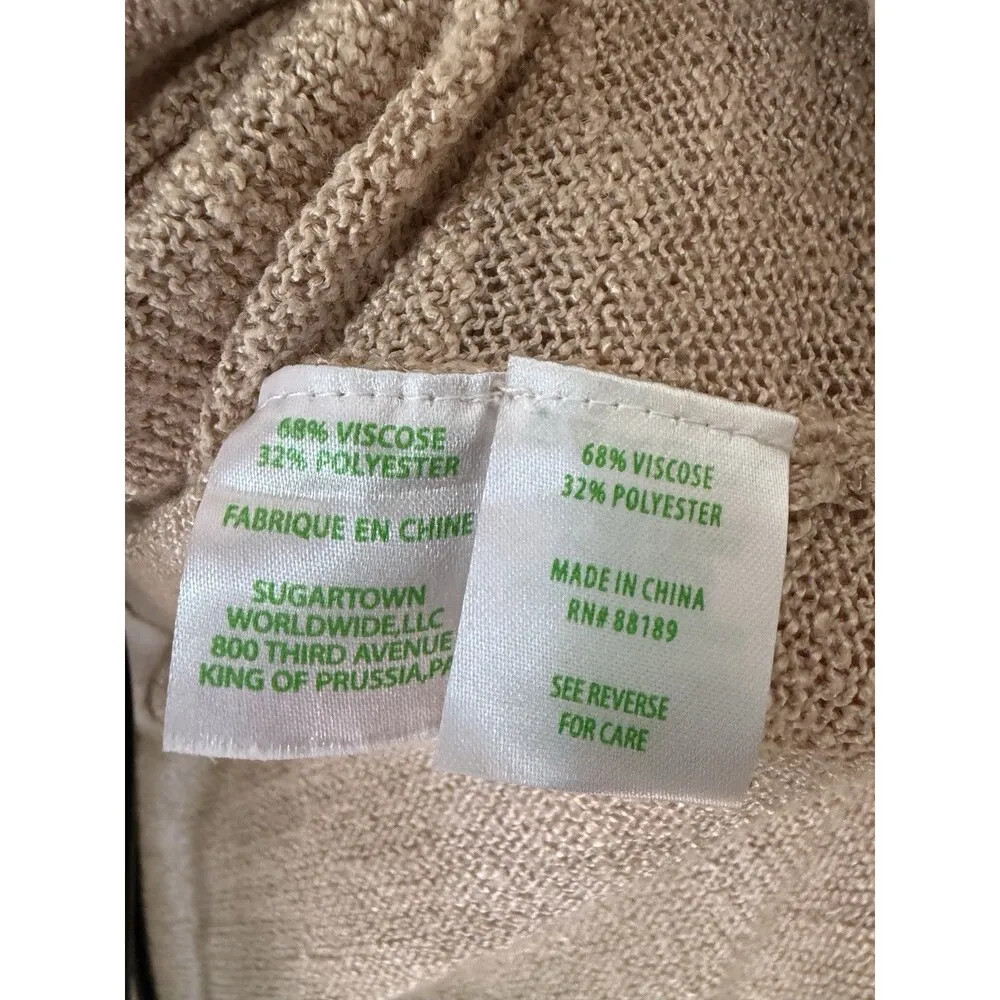 68% VISCOSE
32% POLYESTER
FABRIQUE EN CHINE
SUGARTOWN
WORLDWIDE,LLC
800 THIRD AVENUE
KING OF PRUSSIA,PA
68% VISCOSE
32% POLYESTER
MADE IN CHINA
RN# 88189
SEE REVERSE
FOR CARE